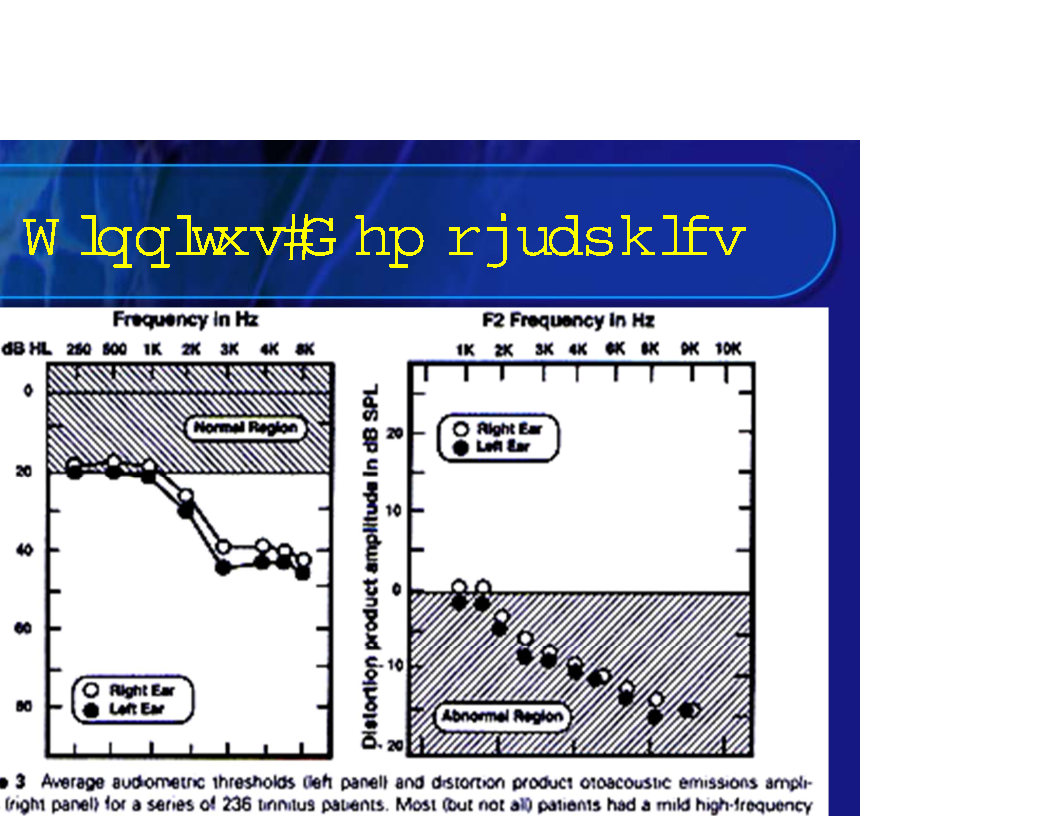 W lqqlwxv#G hp rjudsklfv
Frequency in Hz
dB HL 250 500 1K 2K 3K 4K 8K
0
20
40
60
80
Normal Region
Right Ear
Left Ear
F2 Frequency in Hz
1K 2K 3K 4K 6K 8K 9K 10K
Distortion product amplitude in dB SPL
20
10
0
- 10
- 20
Right Ear
Left Ear
Abnormal Region
3 Average audiometric thresholds (left panel) and distortion product otoacoustic emissions ampli-
(right panel) for a series of 236 tinnitus patients. Most (but not all) patients had a mild high-frequency